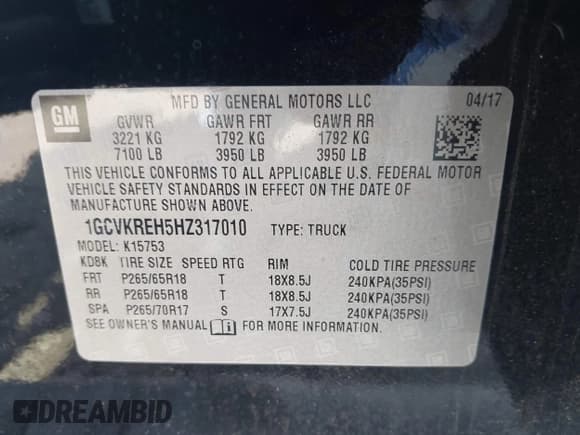 GM
MFD BY GENERAL MOTORS LLC 04/17
GVWR GAWR FRT GAWR RR
3221 KG 1792 KG 1792 KG
7100 LB 3950 LB 3950 LB
THIS VEHICLE CONFORMS TO ALL APPLICABLE U.S. FEDERAL MOTOR
VEHICLE SAFETY STANDARDS IN EFFECT ON THE DATE OF
MANUFACTURE SHOWN ABOVE.
1GCVKREH5HZ317010 TYPE: TRUCK
MODEL: K15753
KD8K TIRE SIZE SPEED RTG RIM COLD TIRE PRESSURE
FRT P265/65R18 T 18X8.5J 240KPA(35PSI)
RR P265/65R18 T 18X8.5J 240KPA(35PSI)
SPA P265/70R17 S 17X7.5J 240KPA(35PSI)
SEE OWNER'S MANUAL i FOR MORE INFORMATION.
DREAMBID